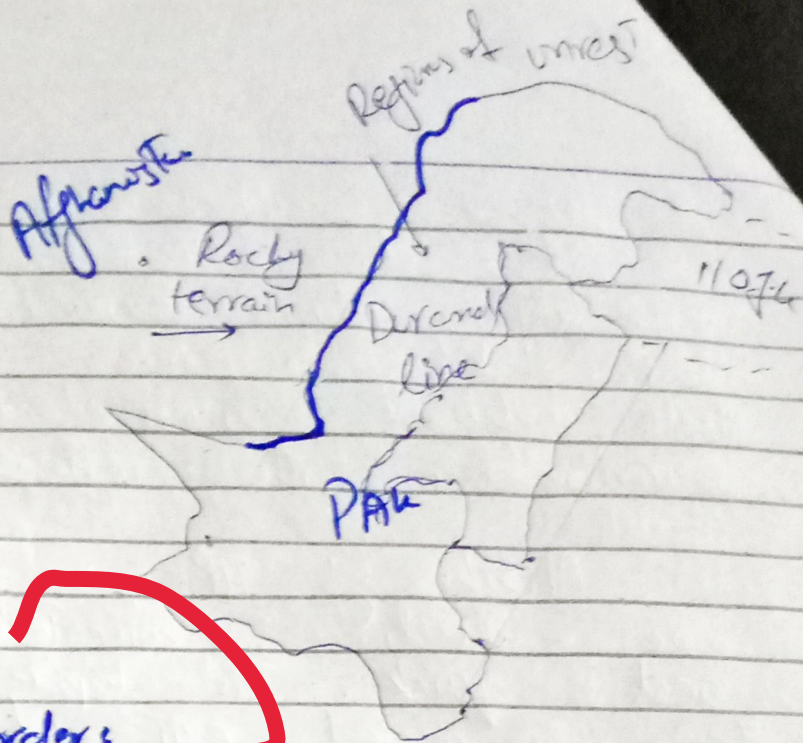 Regions of unrest
Afghanistan
Rocky
terrain
Durand
line
PAK